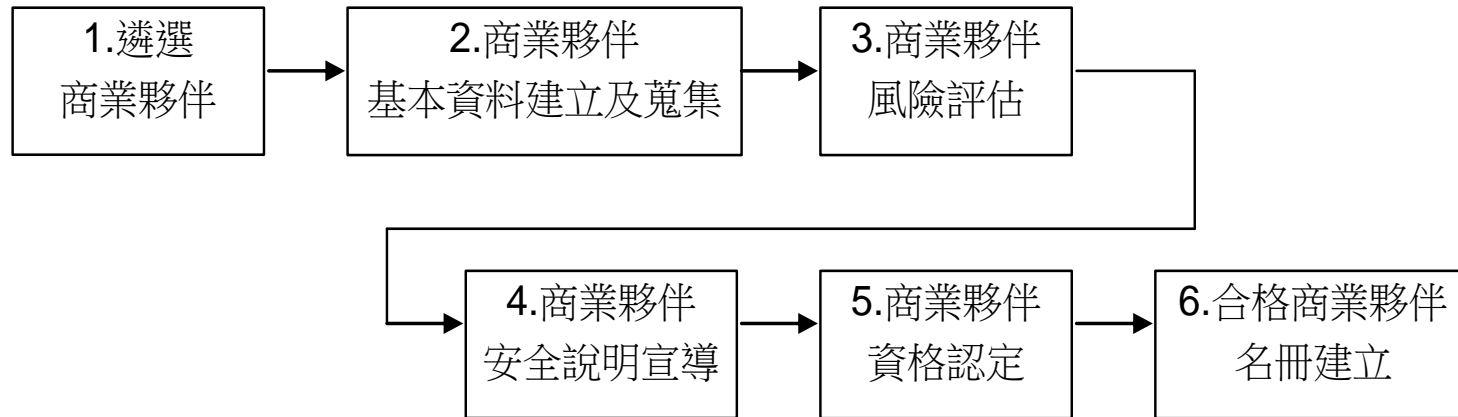 1.遴選
商業夥伴
2.商業夥伴
基本資料建立及蒐集
3.商業夥伴
風險評估
4.商業夥伴
安全說明宣導
5.商業夥伴
資格認定
6.合格商業夥伴
名冊建立